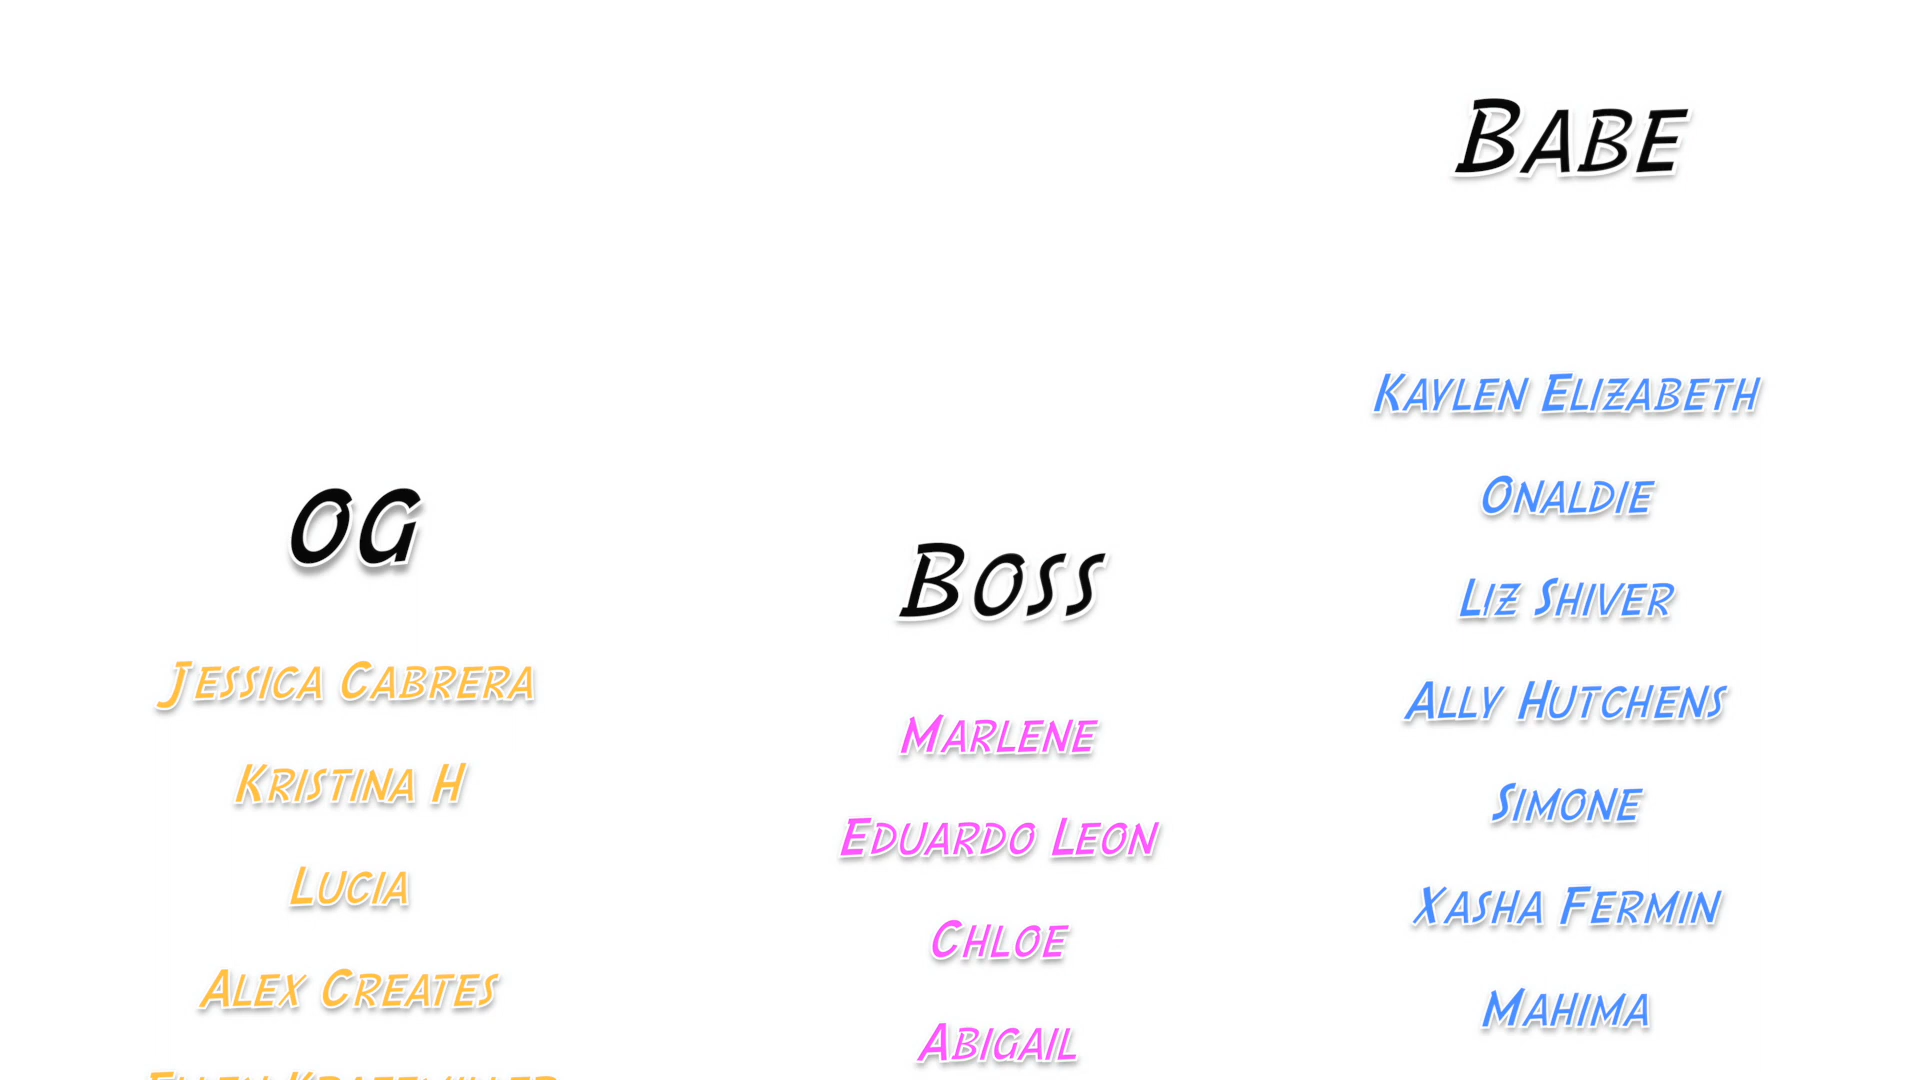 OG
Jessica Cabrera
Kristina H
Lucia
Alex Creates
Boss
Marlene
Eduardo Leon
Chloe
Abigail
Babe
Kaylen Elizabeth
Onaldie
Liz Shiver
Ally Hutchens
Simone
Xasha Fermin
Mahima